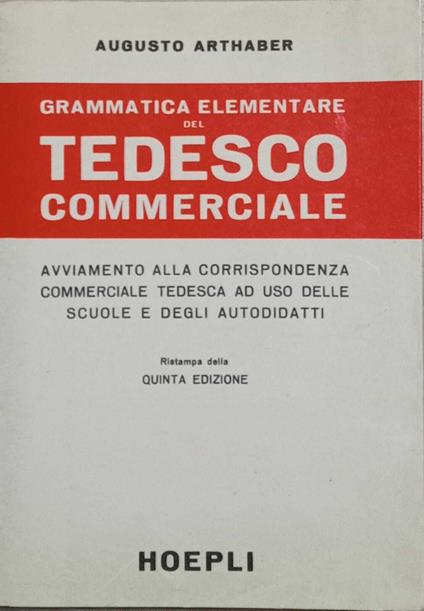 AUGUSTO ARTHABER
GRAMMATICA ELEMENTARE
DEL
TEDESCO
COMMERCIALE
AVVIAMENTO ALLA CORRISPONDENZA
COMMERCIALE TEDESCA AD USO DELLE
SCUOLE E DEGLI AUTODIDATTI
Ristampa della
QUINTA EDIZIONE
HOEPLI